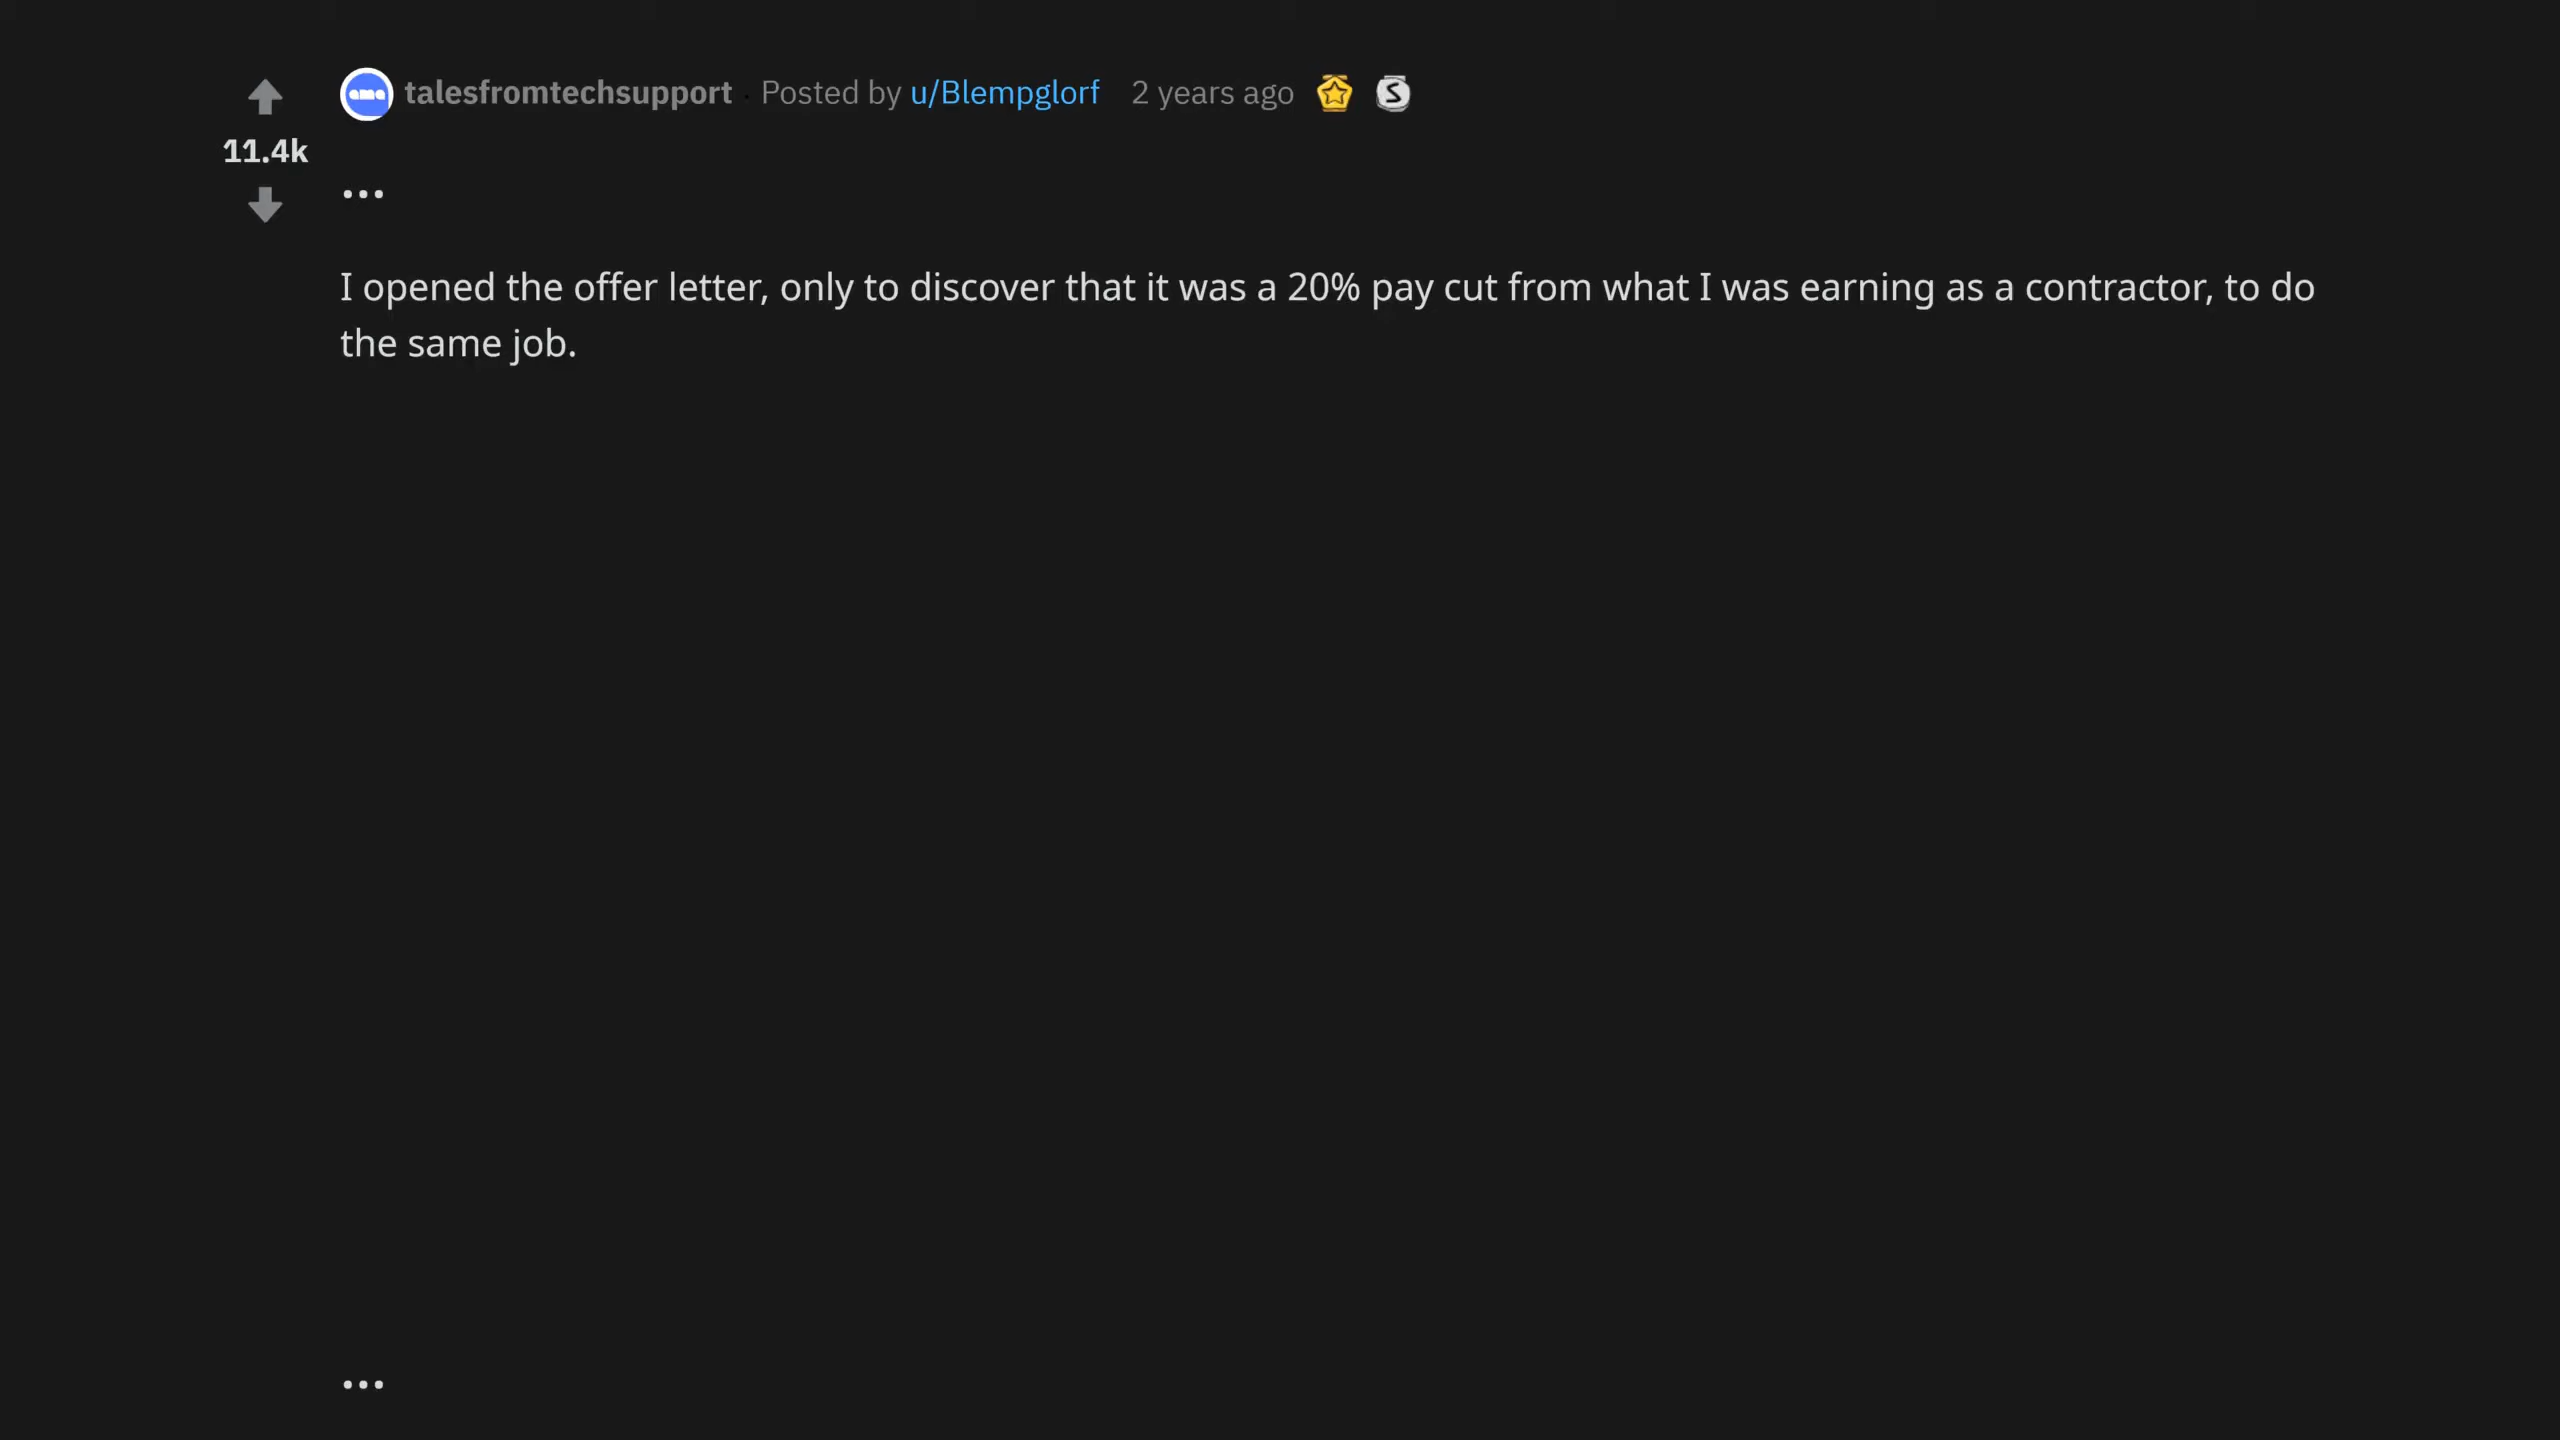 talesfromtechsupport · Posted by u/Blempglorf 2 years ago
11.4k
...
I opened the offer letter, only to discover that it was a 20% pay cut from what I was earning as a contractor, to do
the same job.
...